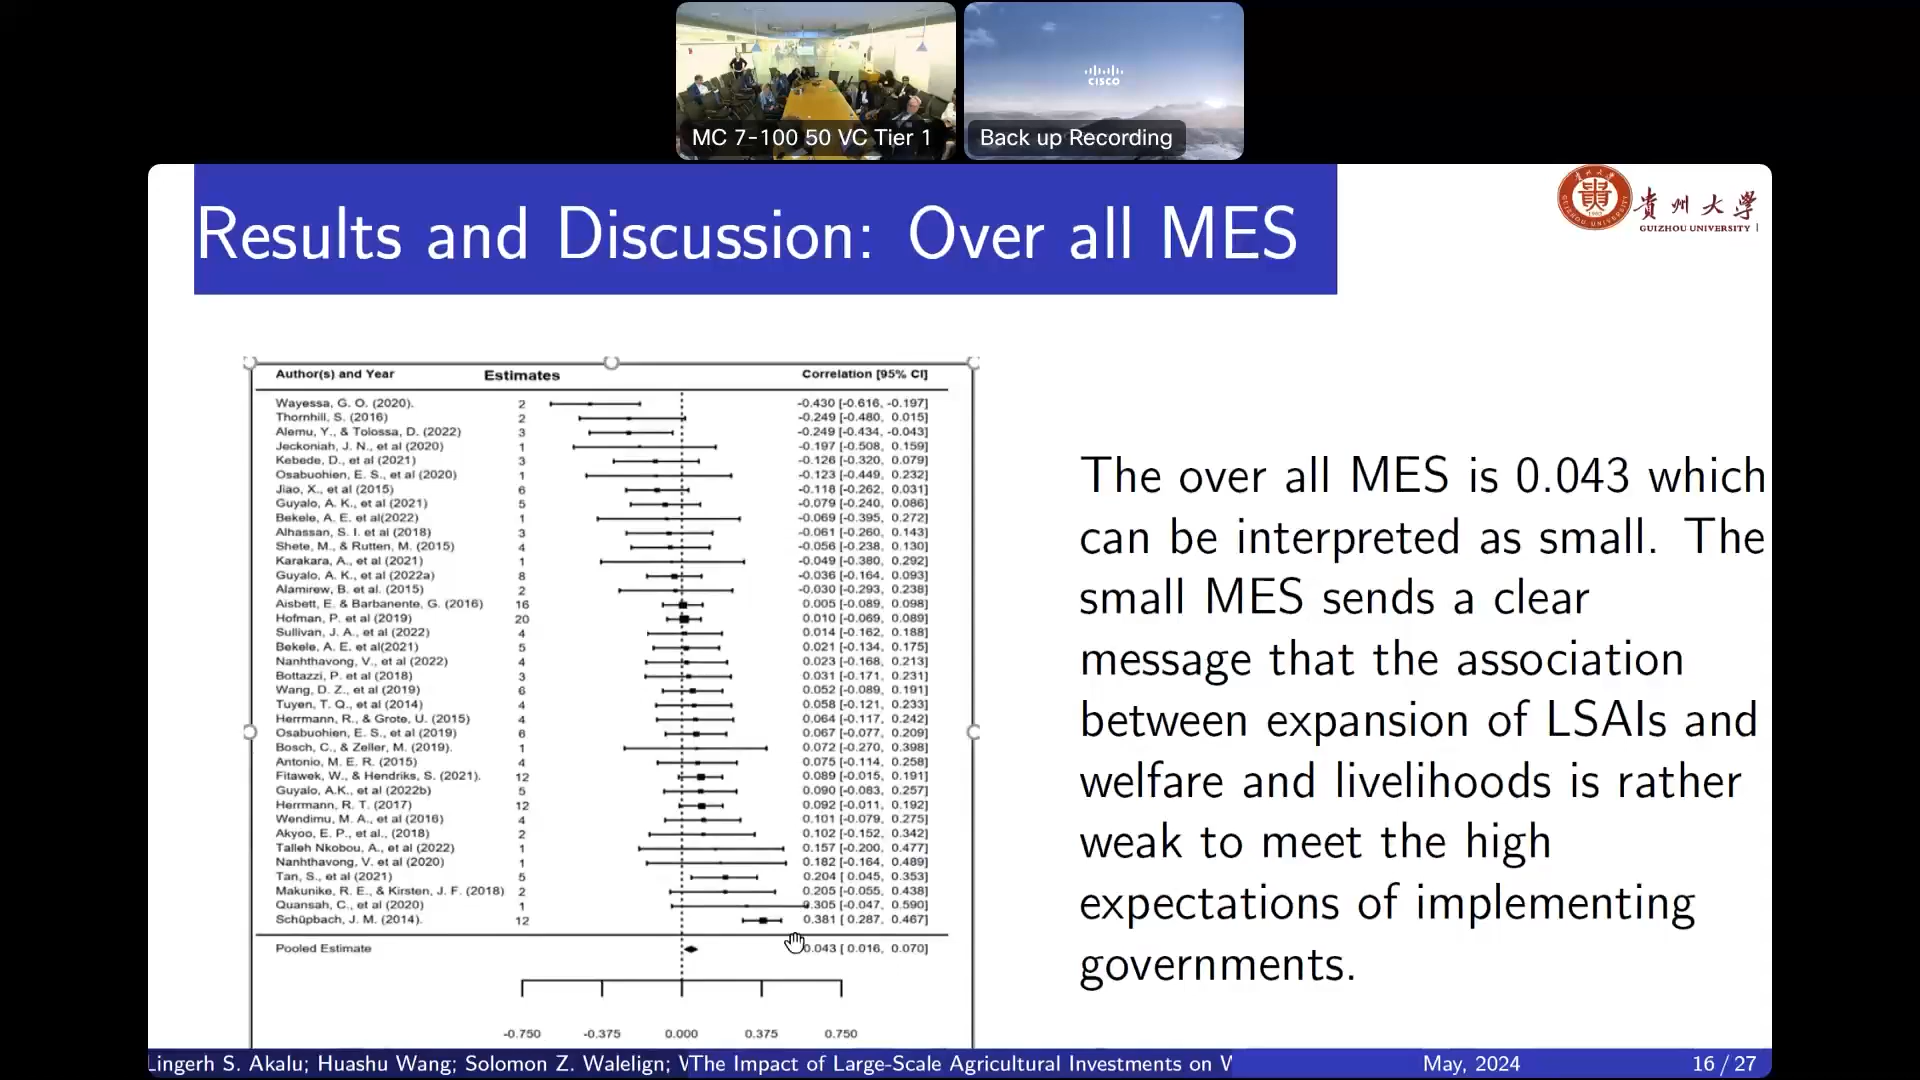 MC 7-100 50 VC Tier 1
CISCO
Back up Recording
Results and Discussion: Over all MES
貴州大学
GUIZHOU UNIVERSITY
Author(s) and Year Estimates Correlation [95% CI]
Wayessa, G. O. (2020). 2 -0.430 [-0.616, -0.197]
Thornhill, S. (2016) 2 -0.249 [-0.480, 0.015]
Alemu, Y., & Tolossa, D. (2022) 3 -0.249 [-0.434, -0.043]
Jeckoniah, J. N., et al (2020) 1 -0.197 [-0.508, 0.159]
Kebede, D., et al (2021) 3 -0.126 [-0.320, 0.079]
Osabuohien, E. S., et al (2020) 1 -0.123 [-0.449, 0.232]
Jiao, X., et al (2015) 6 -0.118 [-0.262, 0.031]
Guyalo, A. K., et al (2021) 5 -0.079 [-0.240, 0.086]
Bekele, A. E. et al(2022) 1 -0.069 [-0.395, 0.272]
Alhassan, S. I. et al (2018) 3 -0.061 [-0.260, 0.143]
Shete, M., & Rutten, M. (2015) 4 -0.056 [-0.238, 0.130]
Karakara, A., et al (2021) 1 -0.049 [-0.380, 0.292]
Guyalo, A. K., et al (2022a) 8 -0.036 [-0.164, 0.093]
Alamirew, B. et al. (2015) 2 -0.030 [-0.293, 0.238]
Aisbett, E. & Barbanente, G. (2016) 16 0.005 [-0.089, 0.098]
Hofman, P. et al (2019) 20 0.010 [-0.069, 0.089]
Sullivan, J. A., et al (2022) 4 0.014 [-0.162, 0.188]
Bekele, A. E. et al(2021) 5 0.021 [-0.134, 0.175]
Nanhthavong, V., et al (2022) 4 0.023 [-0.168, 0.213]
Bottazzi, P. et al (2018) 3 0.031 [-0.171, 0.231]
Wang, D. Z., et al (2019) 6 0.052 [-0.089, 0.191]
Tuyen, T. Q., et al (2014) 4 0.058 [-0.121, 0.233]
Herrmann, R., & Grote, U. (2015) 4 0.064 [-0.117, 0.242]
Osabuohien, E. S., et al (2019) 6 0.067 [-0.077, 0.209]
Bosch, C., & Zeller, M. (2019). 1 0.072 [-0.270, 0.398]
Antonio, M. E. R. (2015) 4 0.075 [-0.114, 0.258]
Fitawek, W., & Hendriks, S. (2021). 12 0.089 [-0.015, 0.191]
Guyalo, A.K., et al (2022b) 5 0.090 [-0.083, 0.257]
Herrmann, R. T. (2017) 12 0.092 [-0.011, 0.192]
Wendimu, M. A., et al (2016) 4 0.101 [-0.079, 0.275]
Akyoo, E. P., et al., (2018) 2 0.102 [-0.152, 0.342]
Talleh Nkobou, A., et al (2022) 1 0.157 [-0.200, 0.477]
Nanhthavong, V. et al (2020) 1 0.182 [-0.164, 0.489]
Tan, S., et al (2021) 5 0.204 [ 0.045, 0.353]
Makunike, R. E., & Kirsten, J. F. (2018) 2 0.205 [-0.055, 0.438]
Quansah, C., et al (2020) 1 0.305 [-0.047, 0.590]
Schüpbach, J. M. (2014). 12 0.381 [ 0.287, 0.467]
Pooled Estimate 0.043 [ 0.016, 0.070]
-0.750 -0.375 0.000 0.375 0.750
The over all MES is 0.043 which
can be interpreted as small. The
small MES sends a clear
message that the association
between expansion of LSAIs and
welfare and livelihoods is rather
weak to meet the high
expectations of implementing
governments.
Lingerh S. Akalu; Huashu Wang; Solomon Z. Walelign; V The Impact of Large-Scale Agricultural Investments on W May, 2024 16 / 27